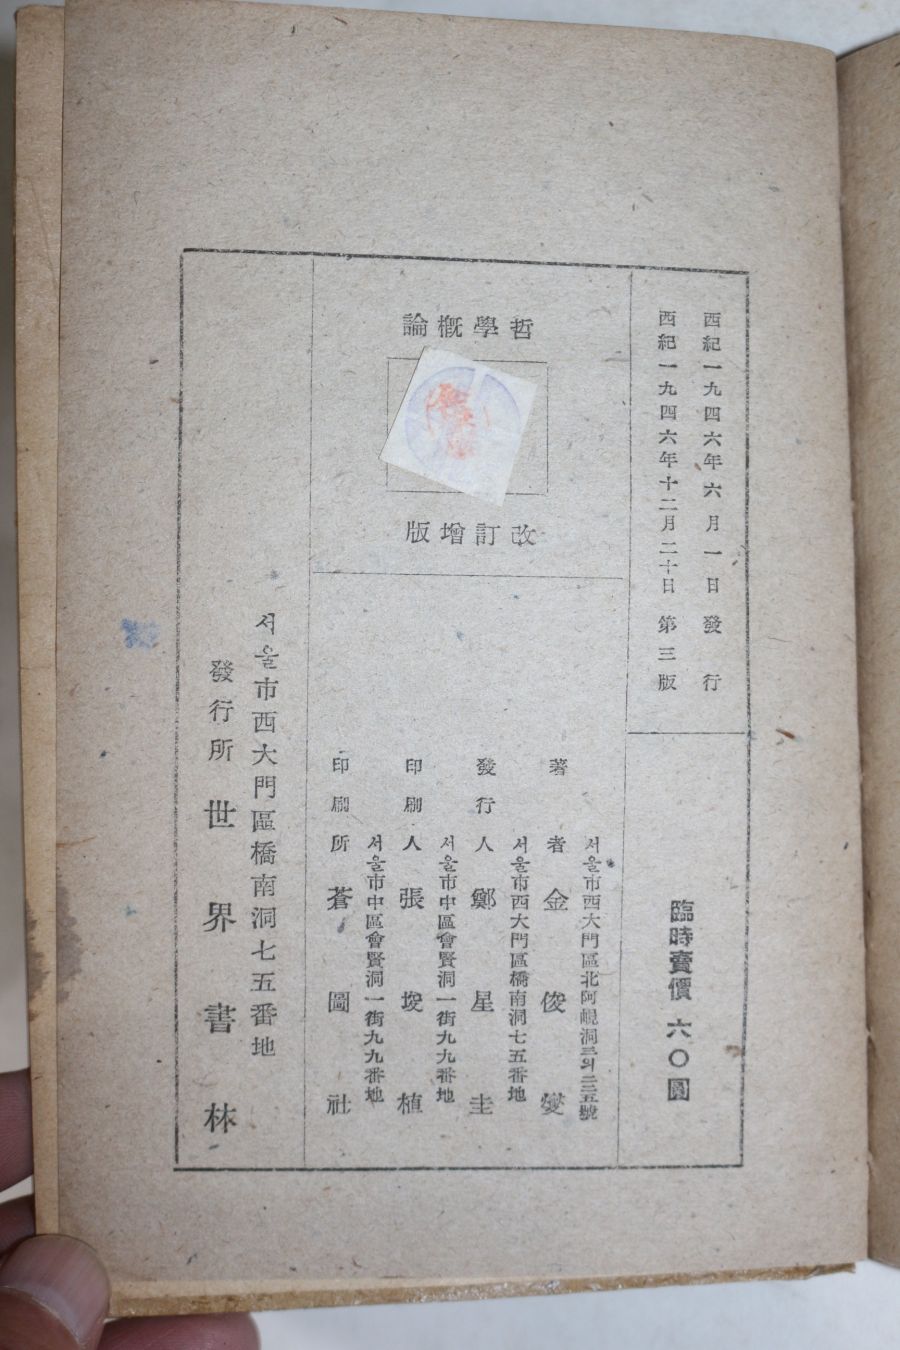 西紀一九四六年六月一日發行
西紀一九四六年十二月二十日第三版
臨時賣價 六〇圓
哲學槪論
改訂增版
서울市西大門區北阿峴洞三의二三五號
著者 金俊燮
서울市西大門區橋南洞七五番地
發行人 鄭星圭
서울市中區會賢洞一街九九番地
印刷人 張埈植
서울市中區會賢洞一街九九番地
印刷所 蒼圖社
서울市西大門區橋南洞七五番地
發行所 世界書林